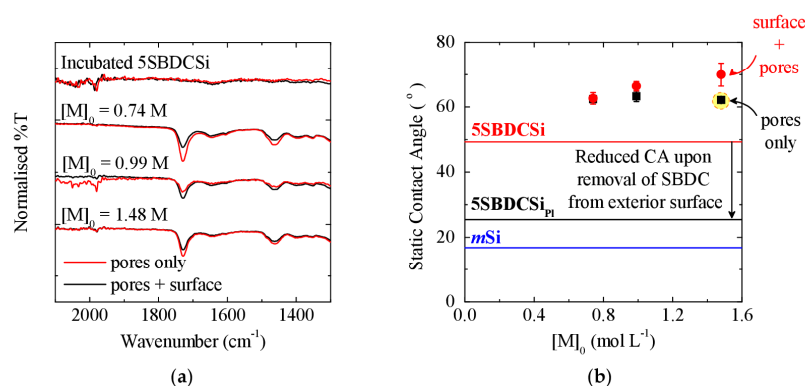 Incubated 5SBDCSi
[M]0 = 0.74 M
[M]0 = 0.99 M
[M]0 = 1.48 M
pores only
pores + surface
Normalised %T
2000 1800 1600 1400
Wavenumber (cm-1)
(a)
surface
+
pores
pores
only
5SBDCSi
Reduced CA upon
removal of SBDC
from exterior surface
5SBDCSiPl
mSi
Static Contact Angle (°)
80
60
40
20
0
0.0 0.4 0.8 1.2 1.6
[M]0 (mol L-1)
(b)